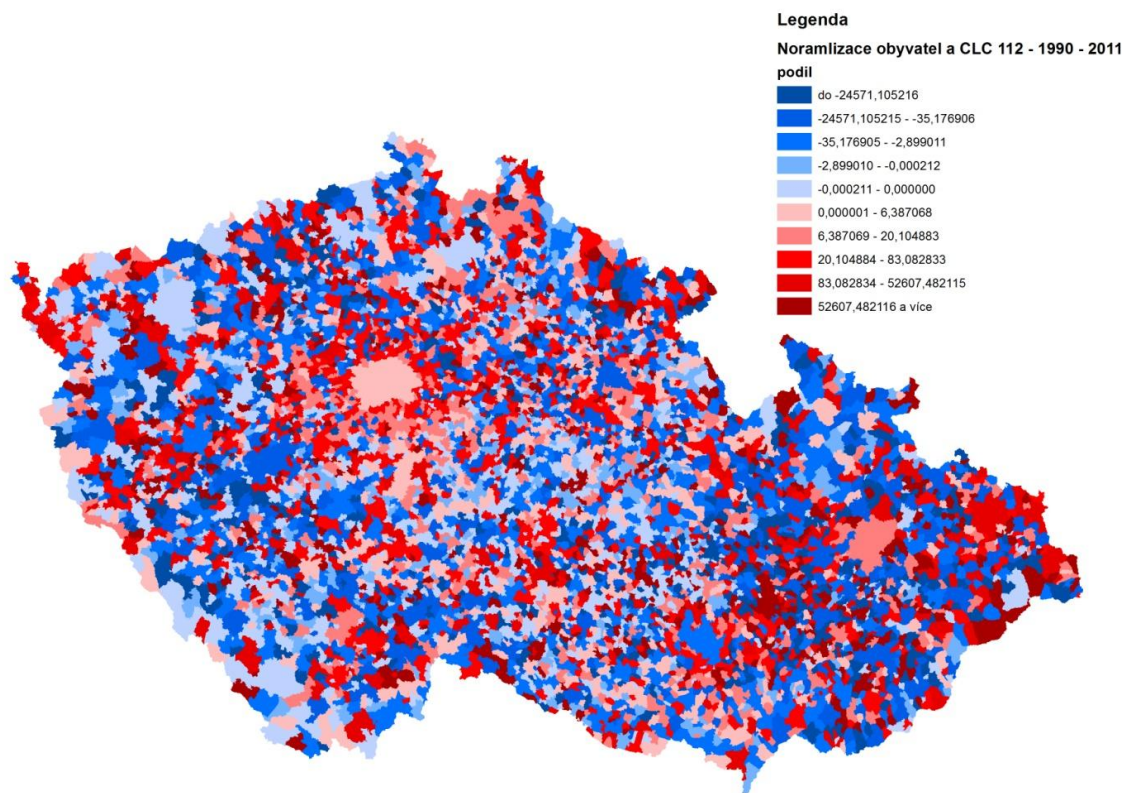 Legenda
Noramlizace obyvatel a CLC 112 - 1990 - 2011
podil
do -24571,105216
-24571,105215 - -35,176906
-35,176905 - -2,899011
-2,899010 - -0,000212
-0,000211 - 0,000000
0,000001 - 6,387068
6,387069 - 20,104883
20,104884 - 83,082833
83,082834 - 52607,482115
52607,482116 a více